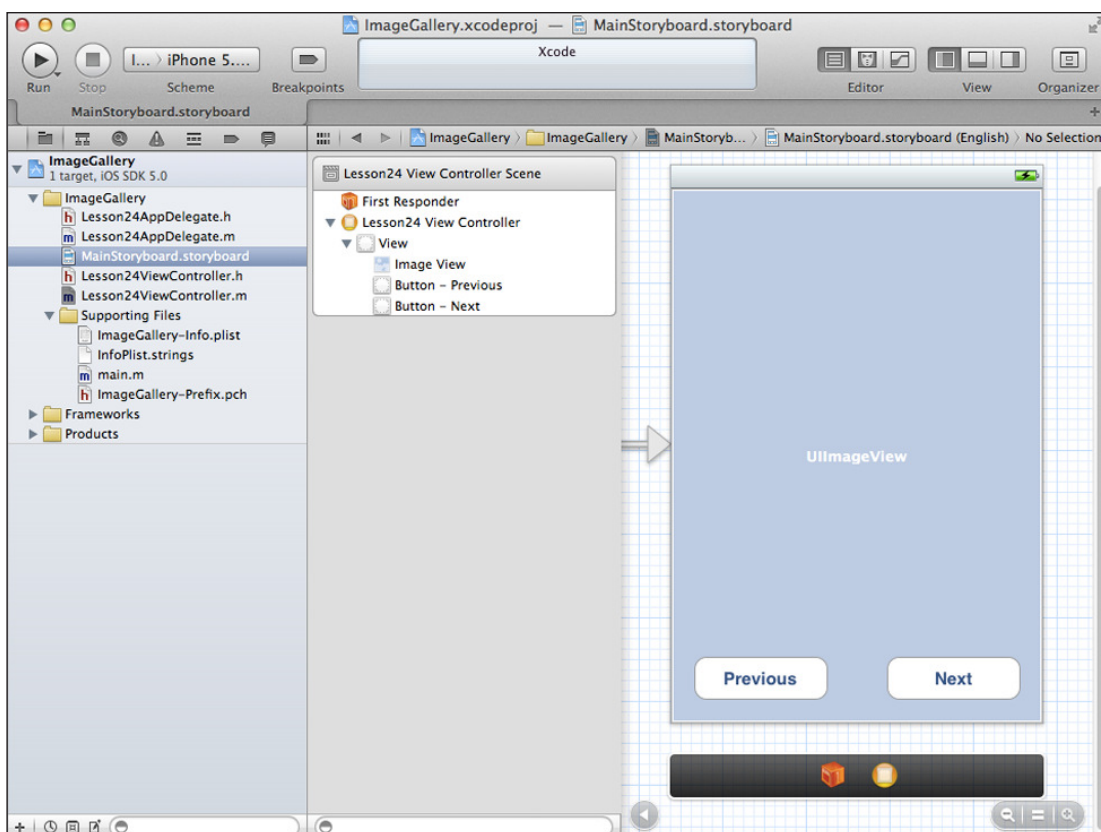 ImageGallery.xcodeproj — MainStoryboard.storyboard
I... › iPhone 5....
Xcode
Run Stop Scheme Breakpoints Editor View Organizer
MainStoryboard.storyboard
ImageGallery › ImageGallery › MainStoryb... › MainStoryboard.storyboard (English) › No Selection
ImageGallery
1 target, iOS SDK 5.0
ImageGallery
h Lesson24AppDelegate.h
m Lesson24AppDelegate.m
MainStoryboard.storyboard
h Lesson24ViewController.h
m Lesson24ViewController.m
Supporting Files
ImageGallery-Info.plist
InfoPlist.strings
m main.m
h ImageGallery-Prefix.pch
Frameworks
Products
Lesson24 View Controller Scene
First Responder
Lesson24 View Controller
View
Image View
Button – Previous
Button – Next
UIImageView
Previous Next